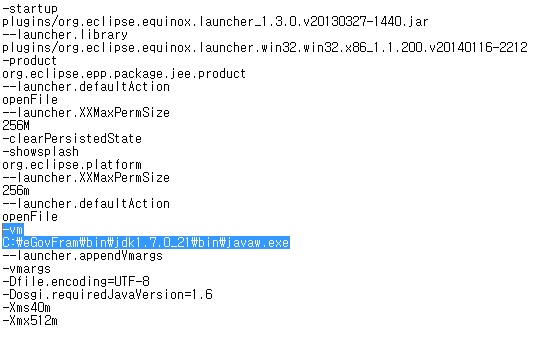 -startup
plugins/org.eclipse.equinox.launcher_1.3.0.v20130327-1440.jar
--launcher.library
plugins/org.eclipse.equinox.launcher.win32.win32.x86_1.1.200.v20140116-2212
-product
org.eclipse.epp.package.jee.product
--launcher.defaultAction
openFile
--launcher.XXMaxPermSize
256M
-clearPersistedState
-showsplash
org.eclipse.platform
--launcher.XXMaxPermSize
256m
--launcher.defaultAction
openFile
-vm
C:₩eGovFram₩bin₩jdk1.7.0_21₩bin₩javaw.exe
--launcher.appendVmargs
-vmargs
-Dfile.encoding=UTF-8
-Dosgi.requiredJavaVersion=1.6
-Xms40m
-Xmx512m